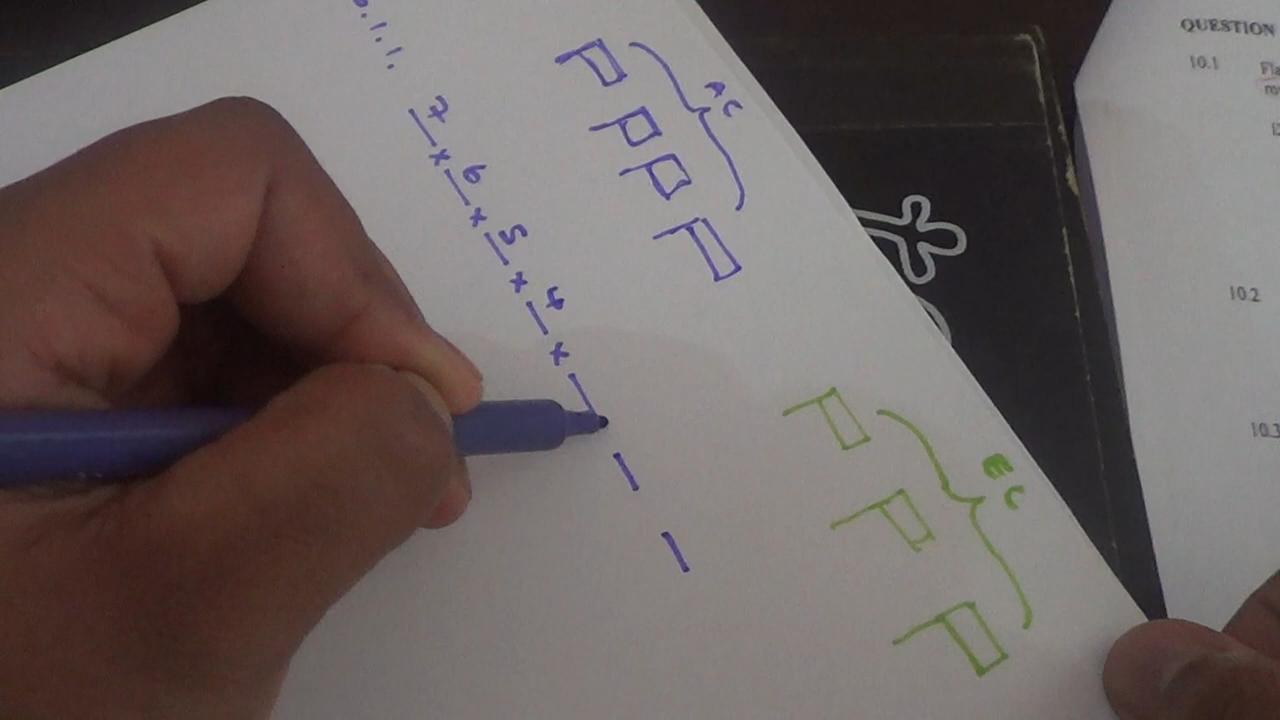 .1.1.
7 x 6 x 5 x 4 x
AC
EC
QUESTION
10.1
10.2
10.3